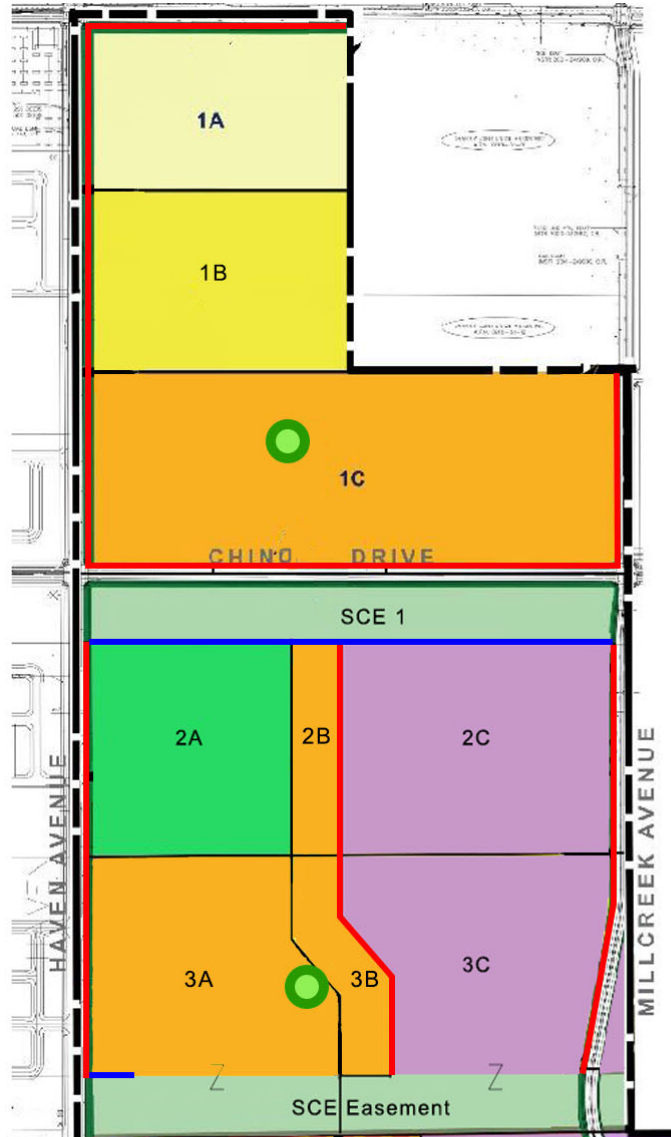 1A
1B
1C
CHINO DRIVE
SCE 1
2A
2B
2C
HAVEN AVENUE
MILLCREEK AVENUE
3A
3B
3C
Z
Z
SCE Easement